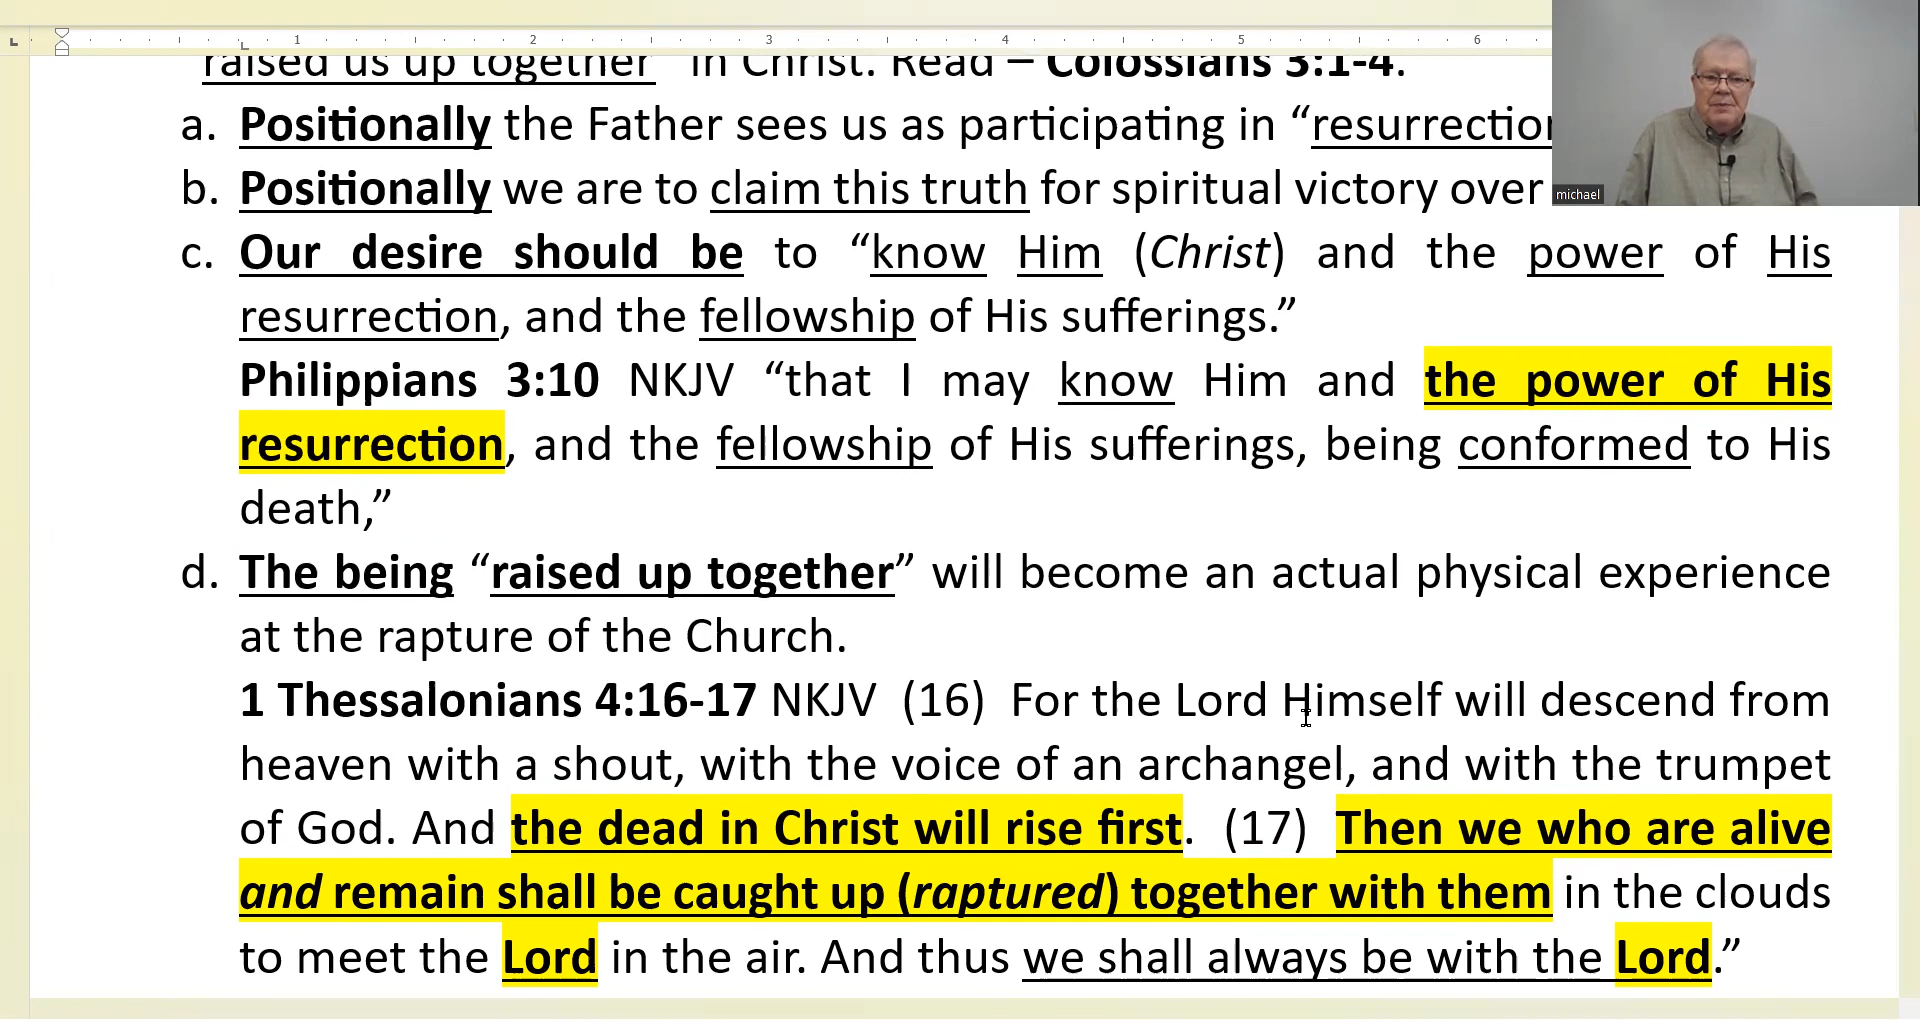 1 2 3 4 5 6
raised us up together” in Christ. Read – Colossians 3:1-4.
a. Positionally the Father sees us as participating in “resurrection
b. Positionally we are to claim this truth for spiritual victory over
michael
c. Our desire should be to “know Him (Christ) and the power of His
resurrection, and the fellowship of His sufferings.”
Philippians 3:10 NKJV “that I may know Him and the power of His
resurrection, and the fellowship of His sufferings, being conformed to His
death,”
d. The being “raised up together” will become an actual physical experience
at the rapture of the Church.
1 Thessalonians 4:16-17 NKJV (16) For the Lord Himself will descend from
heaven with a shout, with the voice of an archangel, and with the trumpet
of God. And the dead in Christ will rise first. (17) Then we who are alive
and remain shall be caught up (raptured) together with them in the clouds
to meet the Lord in the air. And thus we shall always be with the Lord.”